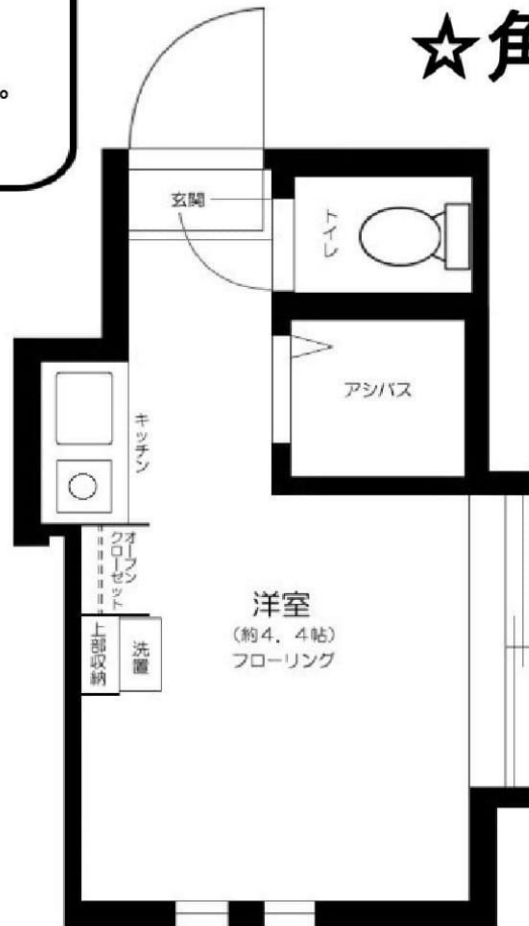 。
☆角
玄関
トイレ
アシバス
キッチン
オープン
クローゼット
洋室
(約4.4帖)
フローリング
上部収納
洗置